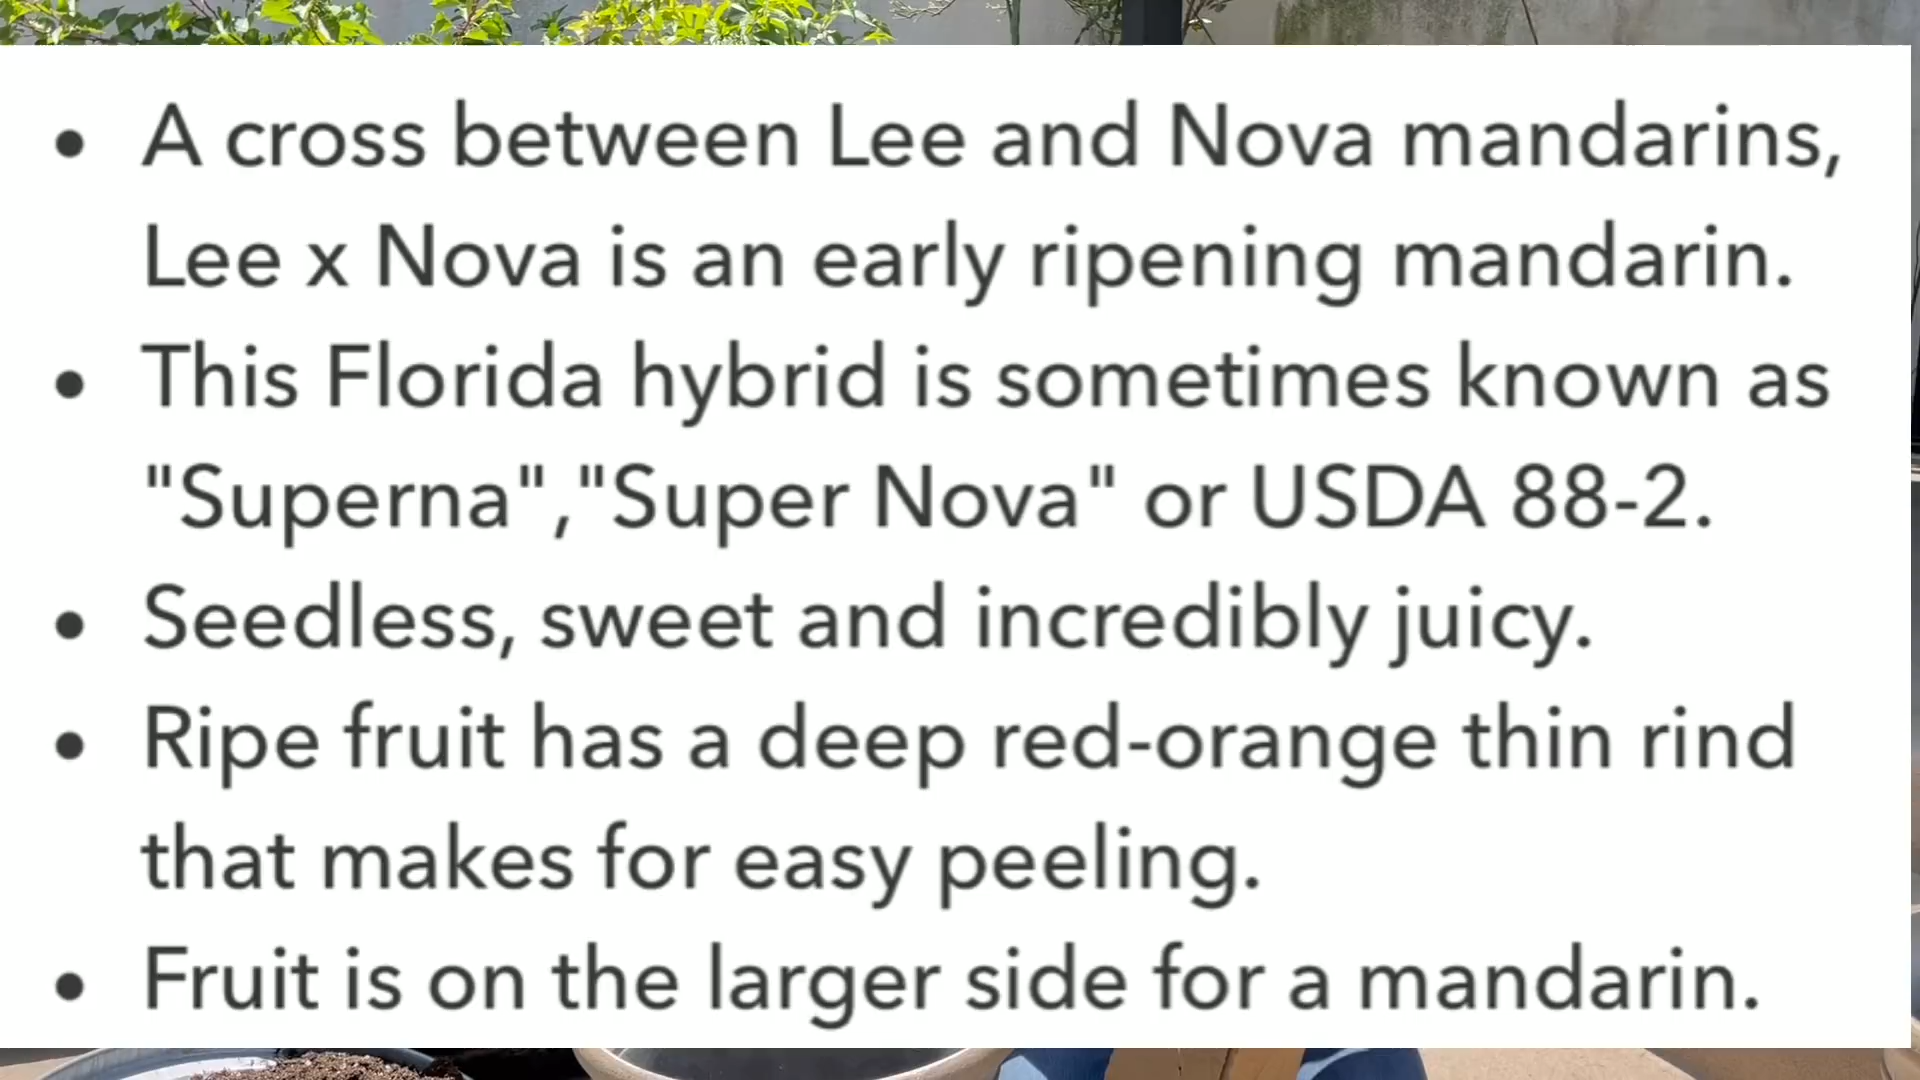 • A cross between Lee and Nova mandarins,
Lee x Nova is an early ripening mandarin.
• This Florida hybrid is sometimes known as
"Superna","Super Nova" or USDA 88-2.
• Seedless, sweet and incredibly juicy.
• Ripe fruit has a deep red-orange thin rind
that makes for easy peeling.
• Fruit is on the larger side for a mandarin.